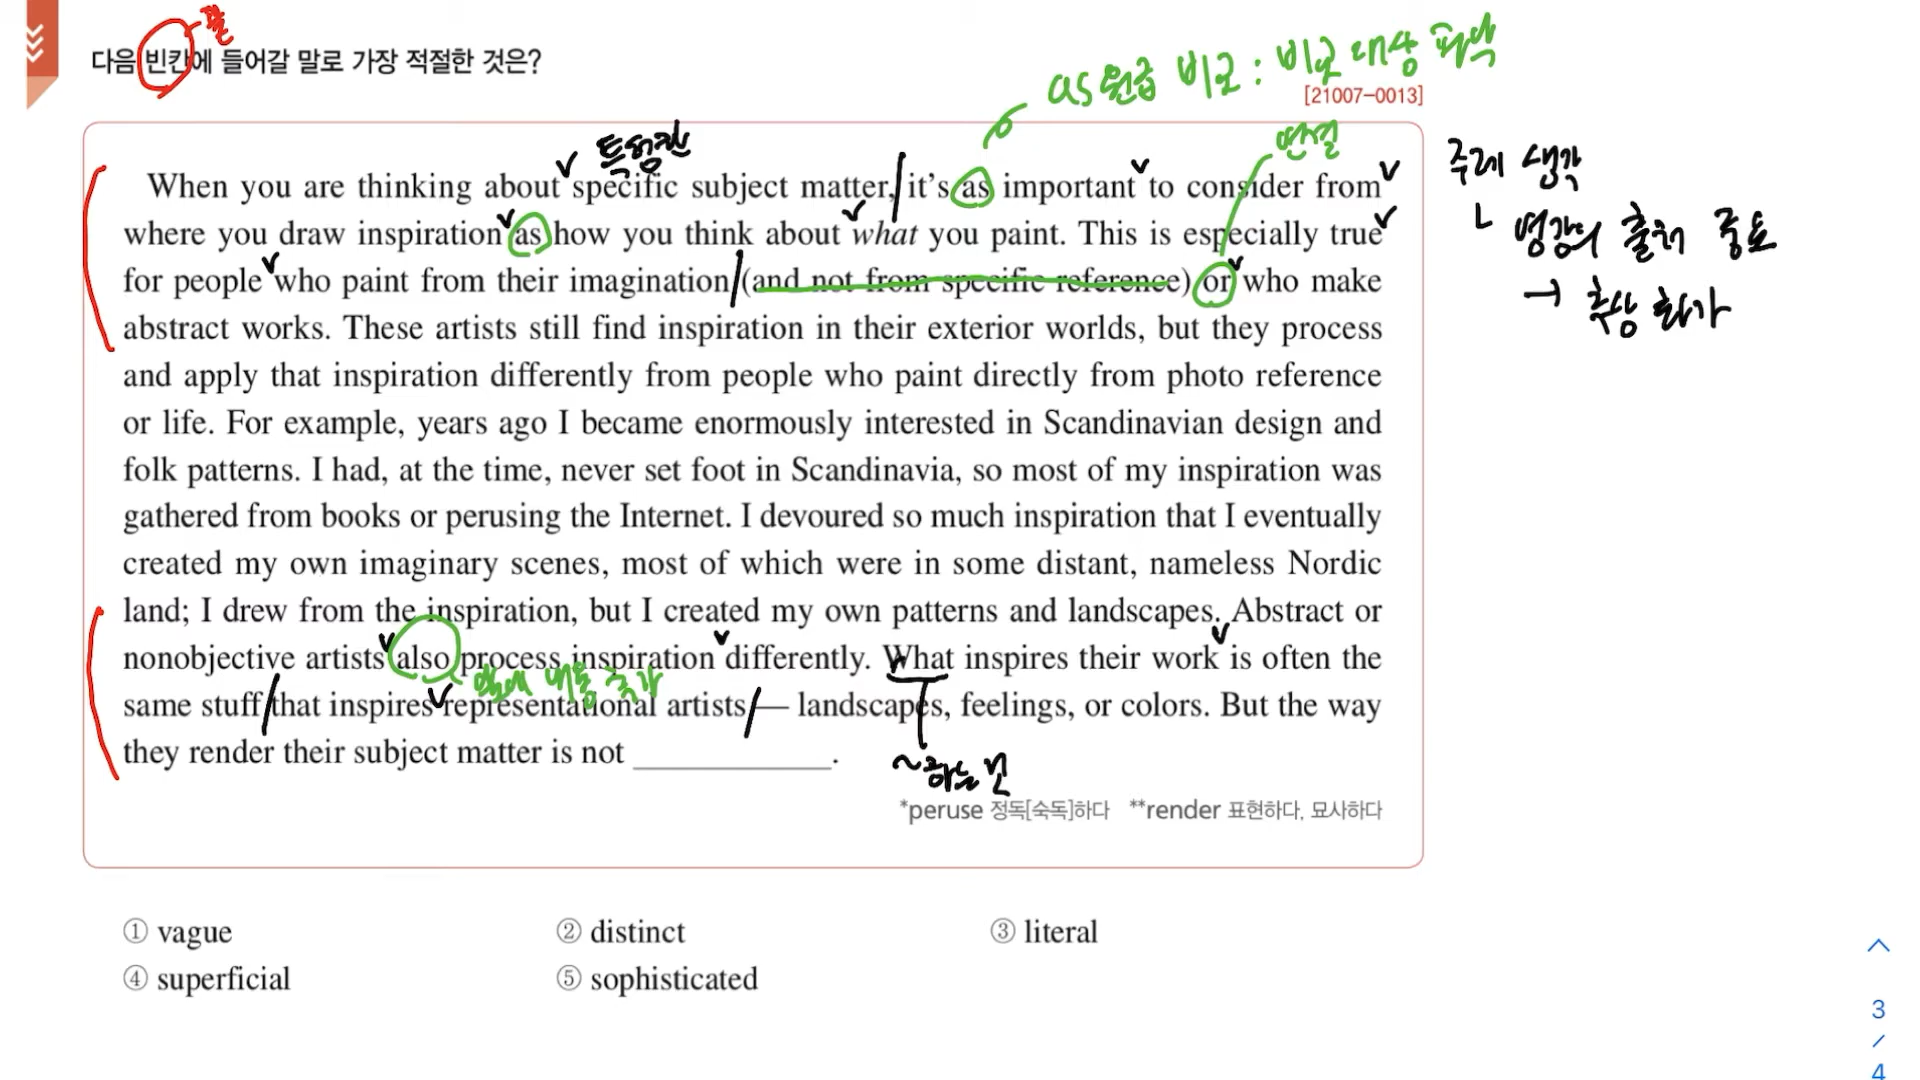 빈
다음 빈칸에 들어갈 말로 가장 적절한 것은?
as 원급 비교 : 비교 대상 파악
[21007-0013]
특정한
연결
When you are thinking about specific subject matter, it's as important to consider from
where you draw inspiration as how you think about what you paint. This is especially true
for people who paint from their imagination (and not from specific reference) or who make
abstract works. These artists still find inspiration in their exterior worlds, but they process
and apply that inspiration differently from people who paint directly from photo reference
or life. For example, years ago I became enormously interested in Scandinavian design and
folk patterns. I had, at the time, never set foot in Scandinavia, so most of my inspiration was
gathered from books or perusing the Internet. I devoured so much inspiration that I eventually
created my own imaginary scenes, most of which were in some distant, nameless Nordic
land; I drew from the inspiration, but I created my own patterns and landscapes. Abstract or
nonobjective artists also process inspiration differently. What inspires their work is often the
앞에 내용 추가
same stuff that inspires representational artists — landscapes, feelings, or colors. But the way
they render their subject matter is not ____________.
~하는 것
*peruse 정독[숙독]하다 **render 표현하다, 묘사하다
주제 생각
ㄴ 영감의 출처 중요
→ 추상 화가
① vague
② distinct
③ literal
④ superficial
⑤ sophisticated
3
/
4